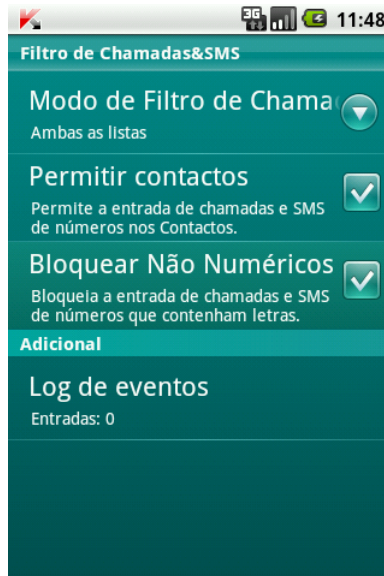 3G 11:48
Filtro de Chamadas&SMS
Modo de Filtro de Chama
Ambas as listas
Permitir contactos
Permite a entrada de chamadas e SMS
de números nos Contactos.
Bloquear Não Numéricos
Bloqueia a entrada de chamadas e SMS
de números que contenham letras.
Adicional
Log de eventos
Entradas: 0